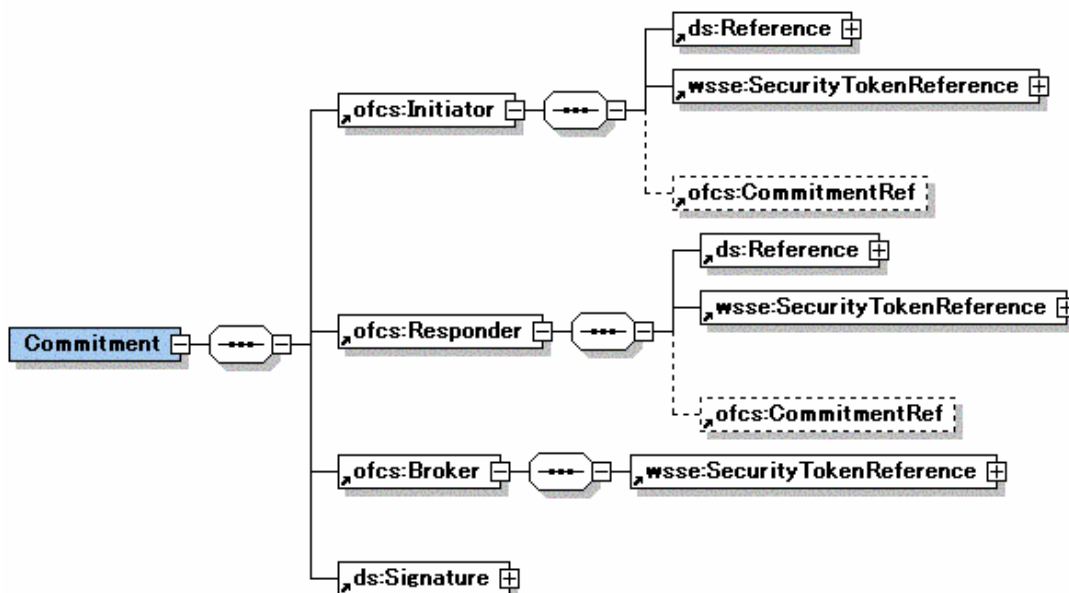 ds:Reference
wsse:SecurityTokenReference
ofcs:Initiator
ofcs:CommitmentRef
ds:Reference
wsse:SecurityTokenReference
ofcs:Responder
Commitment
ofcs:CommitmentRef
ofcs:Broker
wsse:SecurityTokenReference
ds:Signature